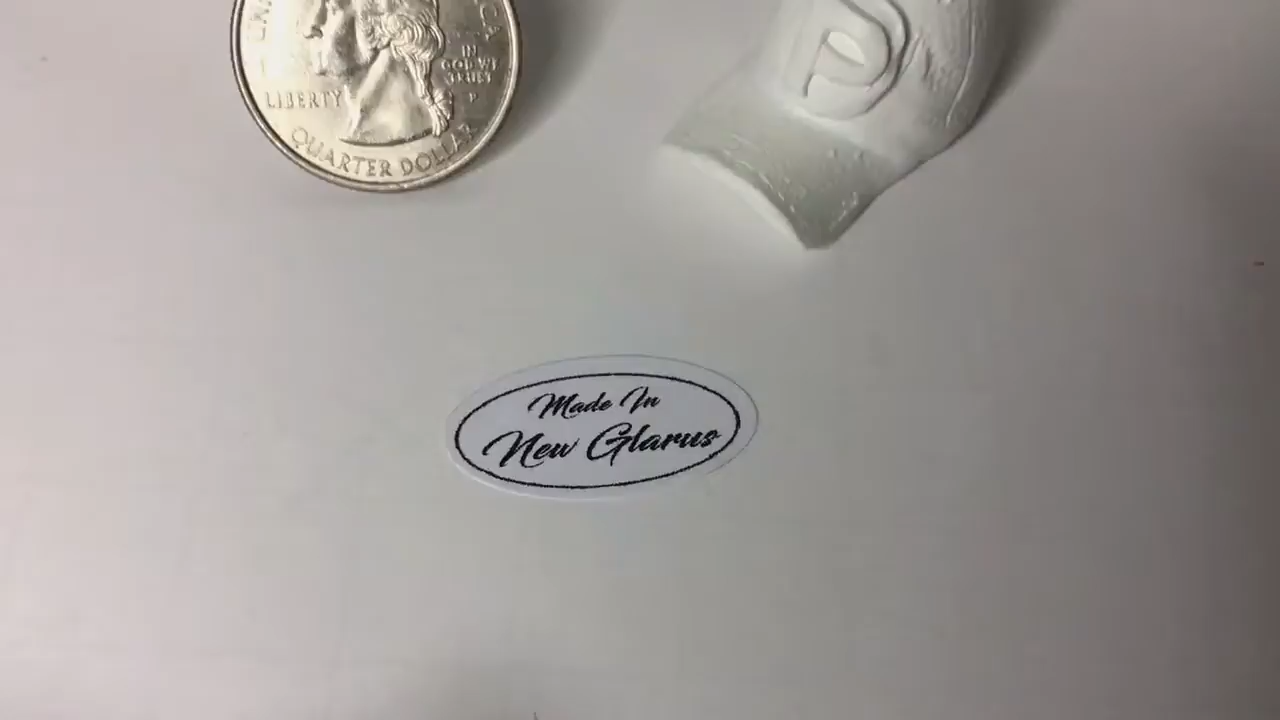 IN
GOD WE
TRUST
LIBERTY
P
QUARTER DOLLAR
P
Made In
New Glarus